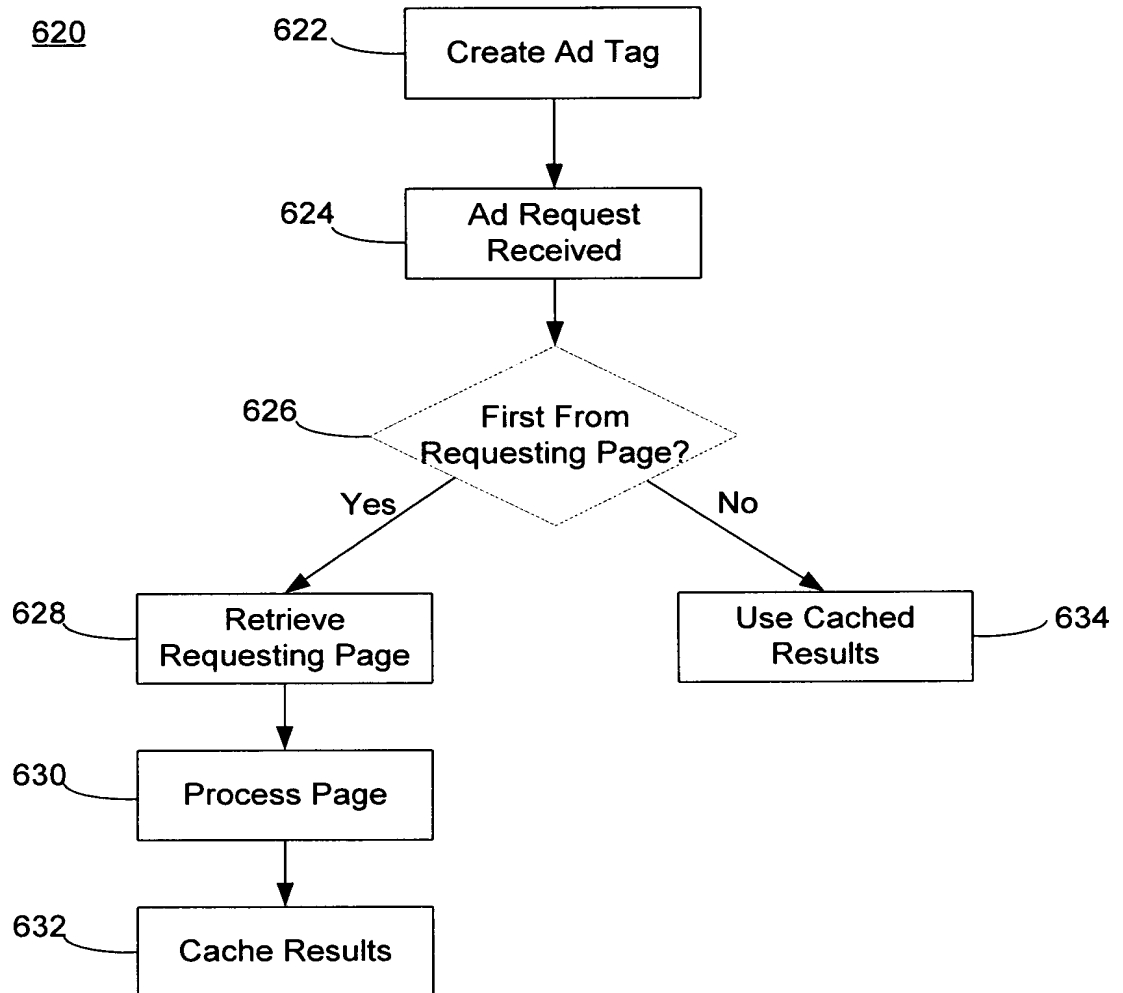 620
622
Create Ad Tag
624
Ad Request
Received
626
First From
Requesting Page?
Yes
No
628
Retrieve
Requesting Page
Use Cached
Results
634
630
Process Page
632
Cache Results